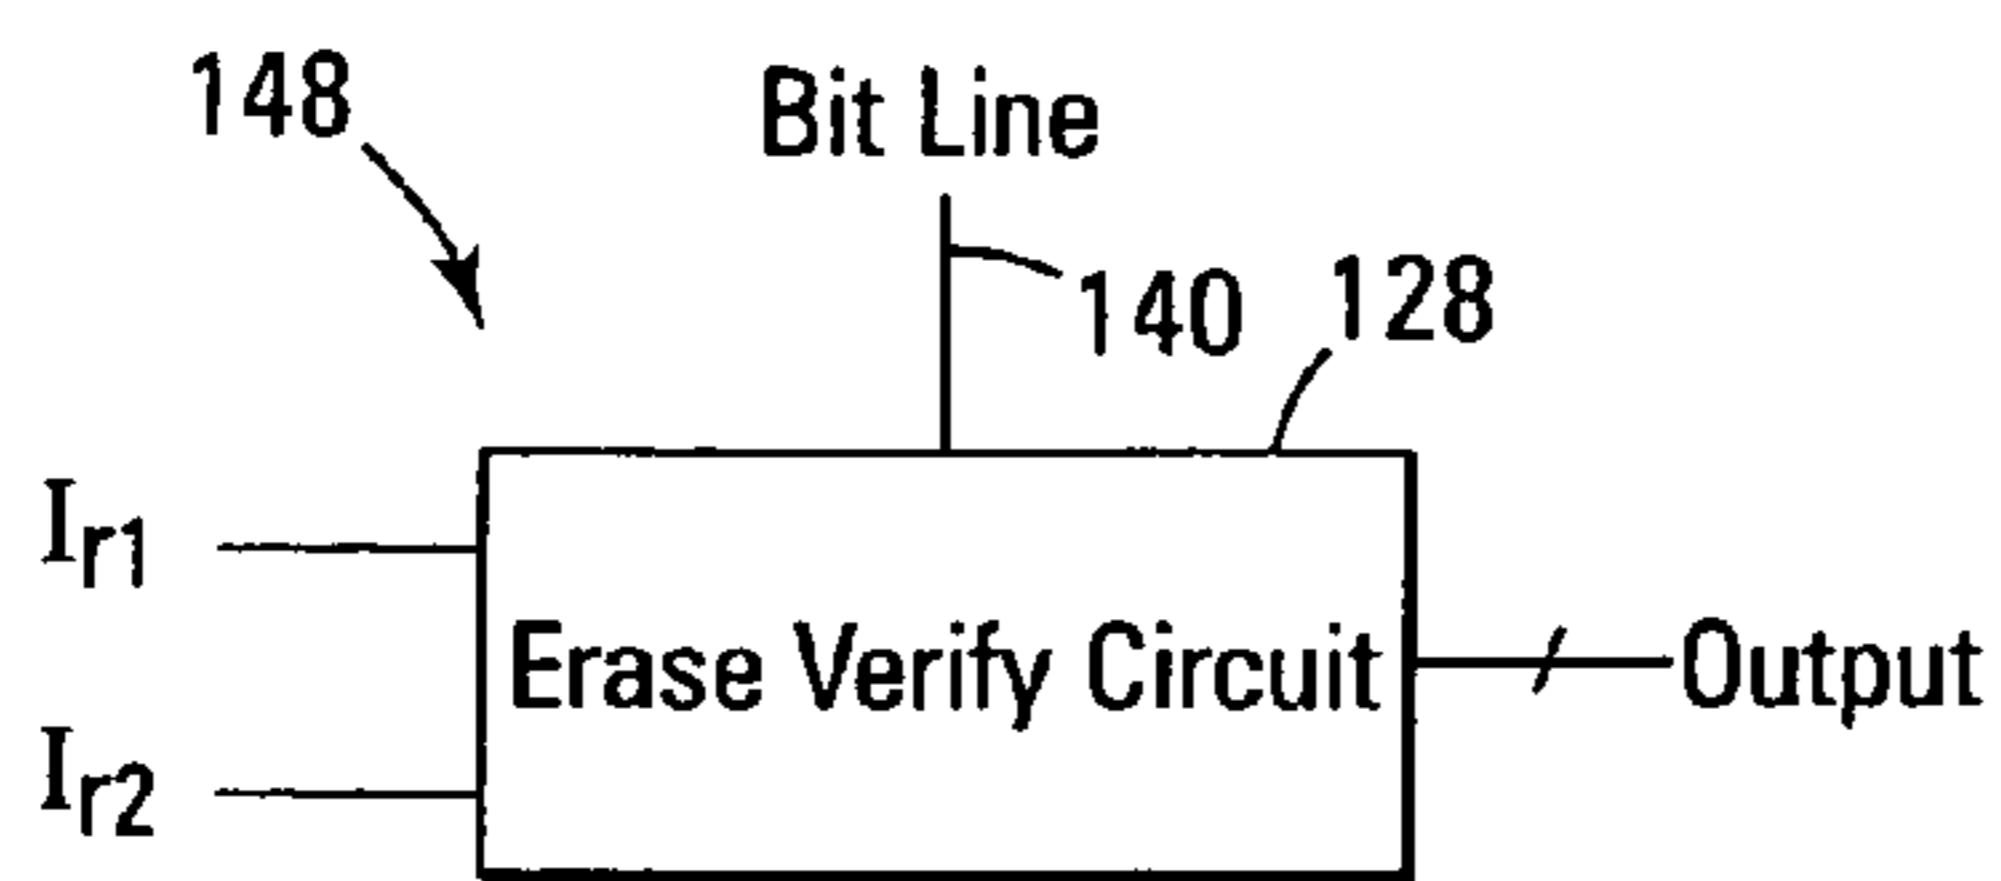 148
Bit Line
140
128
Ir1
Erase Verify Circuit
Output
Ir2